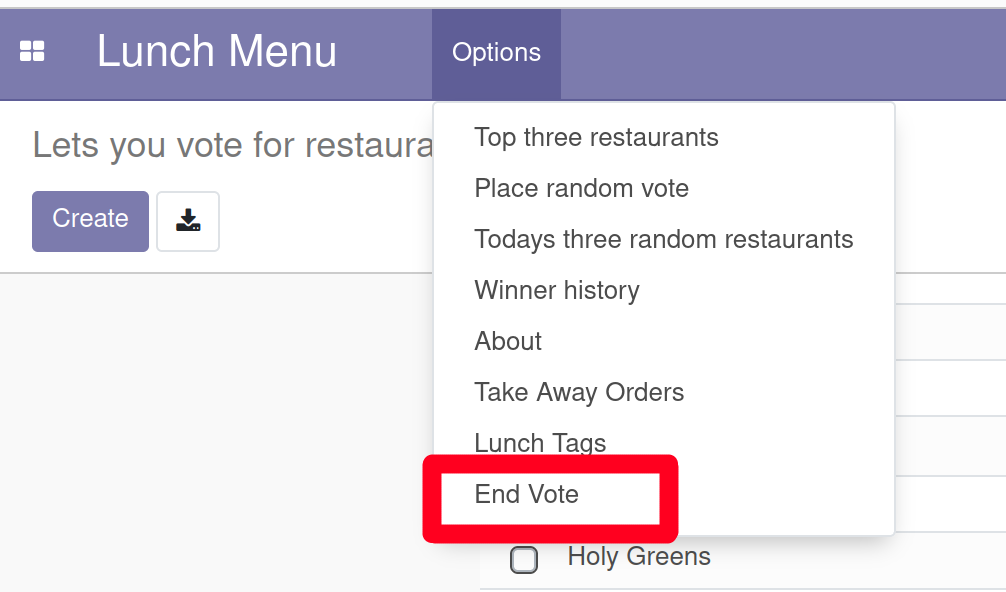 Lunch Menu
Options
Lets you vote for restaura
Create
Top three restaurants
Place random vote
Todays three random restaurants
Winner history
About
Take Away Orders
Lunch Tags
End Vote
Holy Greens